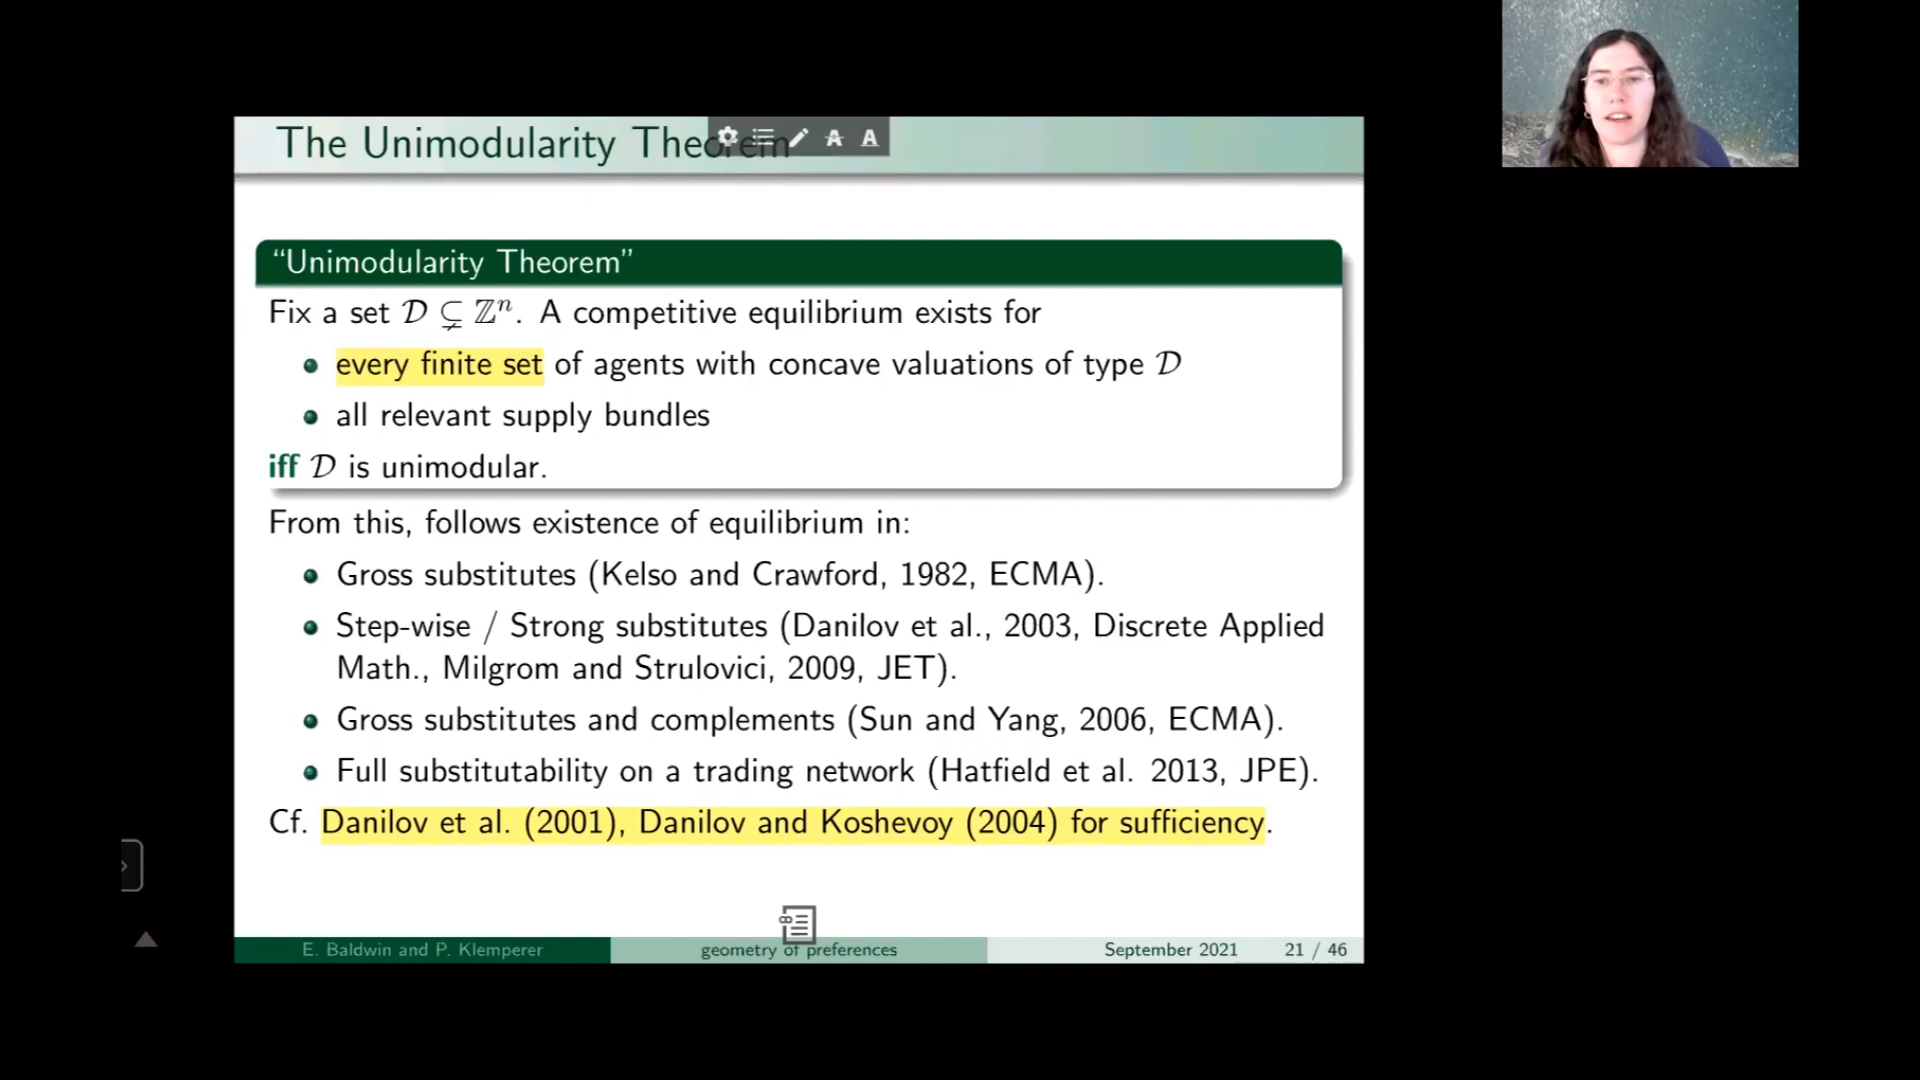 The Unimodularity Theorem
“Unimodularity Theorem”
Fix a set 𝒟 ⊊ ℤⁿ. A competitive equilibrium exists for
every finite set of agents with concave valuations of type 𝒟
all relevant supply bundles
iff 𝒟 is unimodular.
From this, follows existence of equilibrium in:
Gross substitutes (Kelso and Crawford, 1982, ECMA).
Step-wise / Strong substitutes (Danilov et al., 2003, Discrete Applied
Math., Milgrom and Strulovici, 2009, JET).
Gross substitutes and complements (Sun and Yang, 2006, ECMA).
Full substitutability on a trading network (Hatfield et al. 2013, JPE).
Cf. Danilov et al. (2001), Danilov and Koshevoy (2004) for sufficiency.
E. Baldwin and P. Klemperer geometry of preferences September 2021 21 / 46